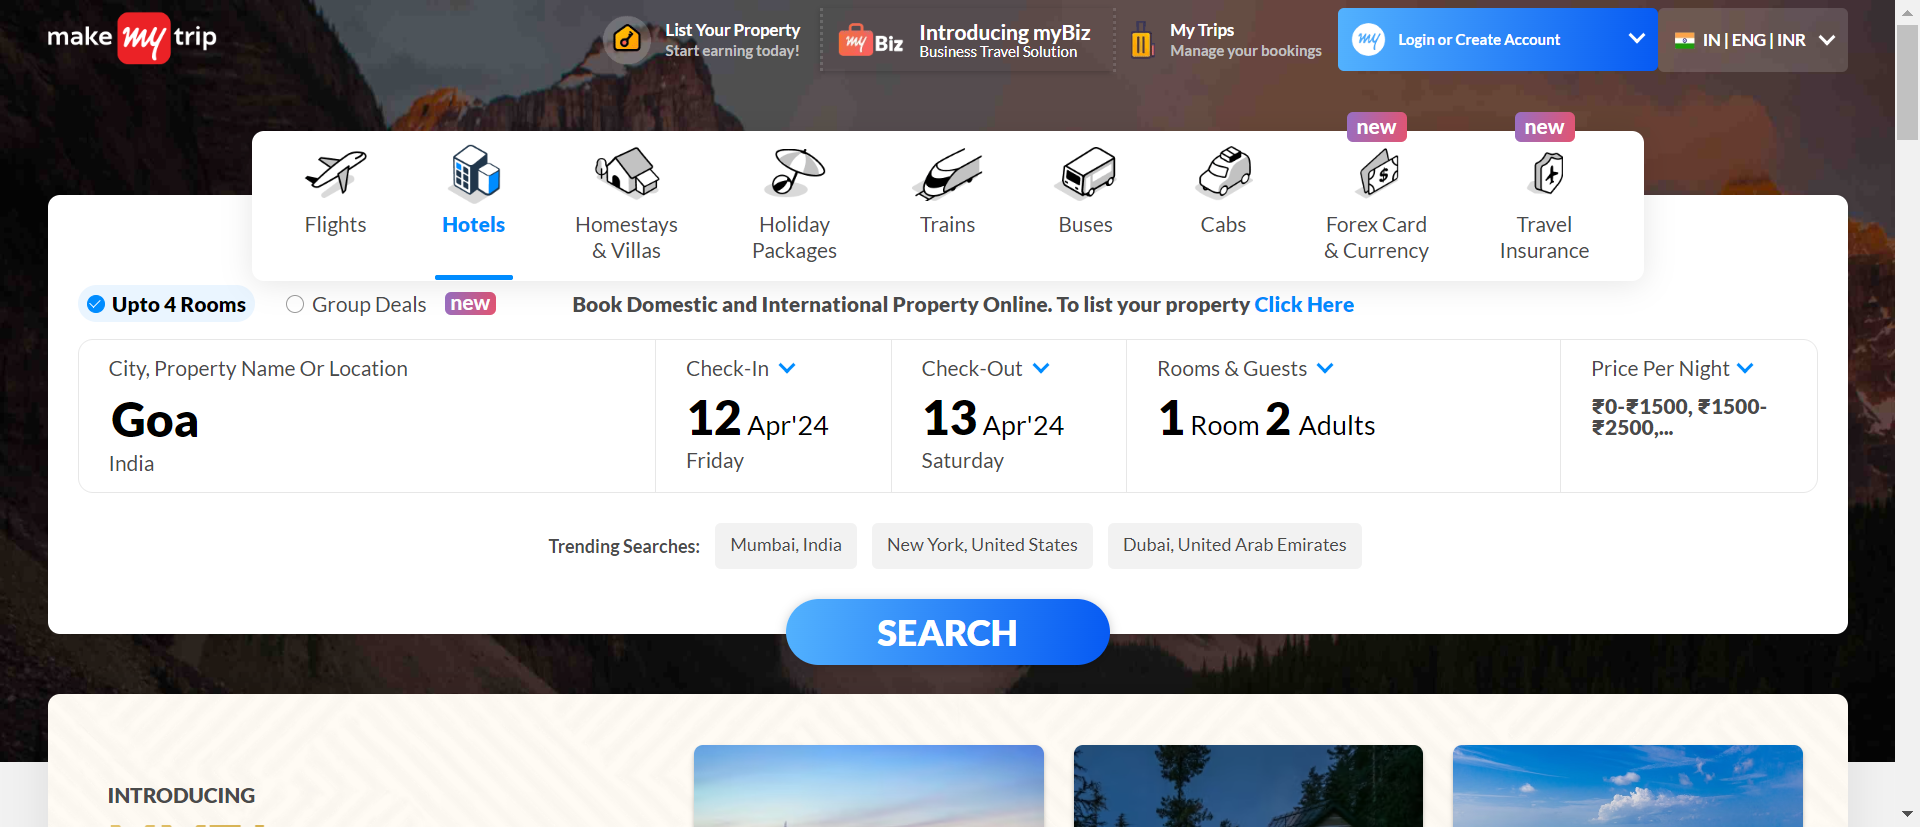 make my trip
List Your Property
Start earning today!
my Biz
Introducing myBiz
Business Travel Solution
My Trips
Manage your bookings
my
Login or Create Account
IN | ENG | INR
new
new
Flights
Hotels
Homestays
& Villas
Holiday
Packages
Trains
Buses
Cabs
Forex Card
& Currency
Travel
Insurance
Upto 4 Rooms
Group Deals
new
Book Domestic and International Property Online. To list your property Click Here
City, Property Name Or Location
Goa
India
Check-In
12 Apr'24
Friday
Check-Out
13 Apr'24
Saturday
Rooms & Guests
1 Room 2 Adults
Price Per Night
₹0-₹1500, ₹1500-
₹2500,...
Trending Searches:
Mumbai, India
New York, United States
Dubai, United Arab Emirates
SEARCH
INTRODUCING